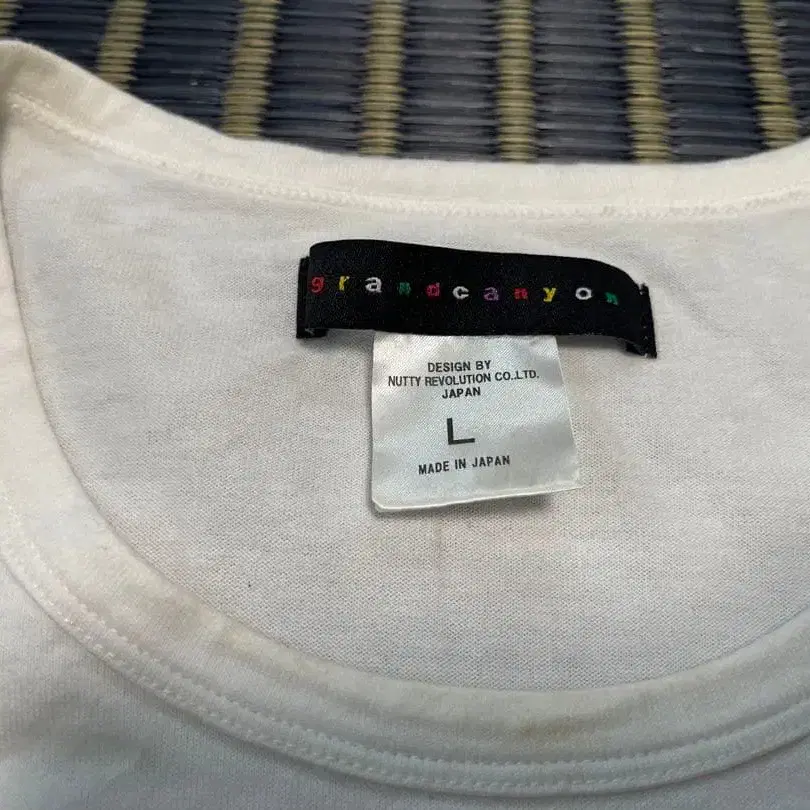 grandcanyon
DESIGN BY
NUTTY REVOLUTION CO.,LTD.
JAPAN
L
MADE IN JAPAN